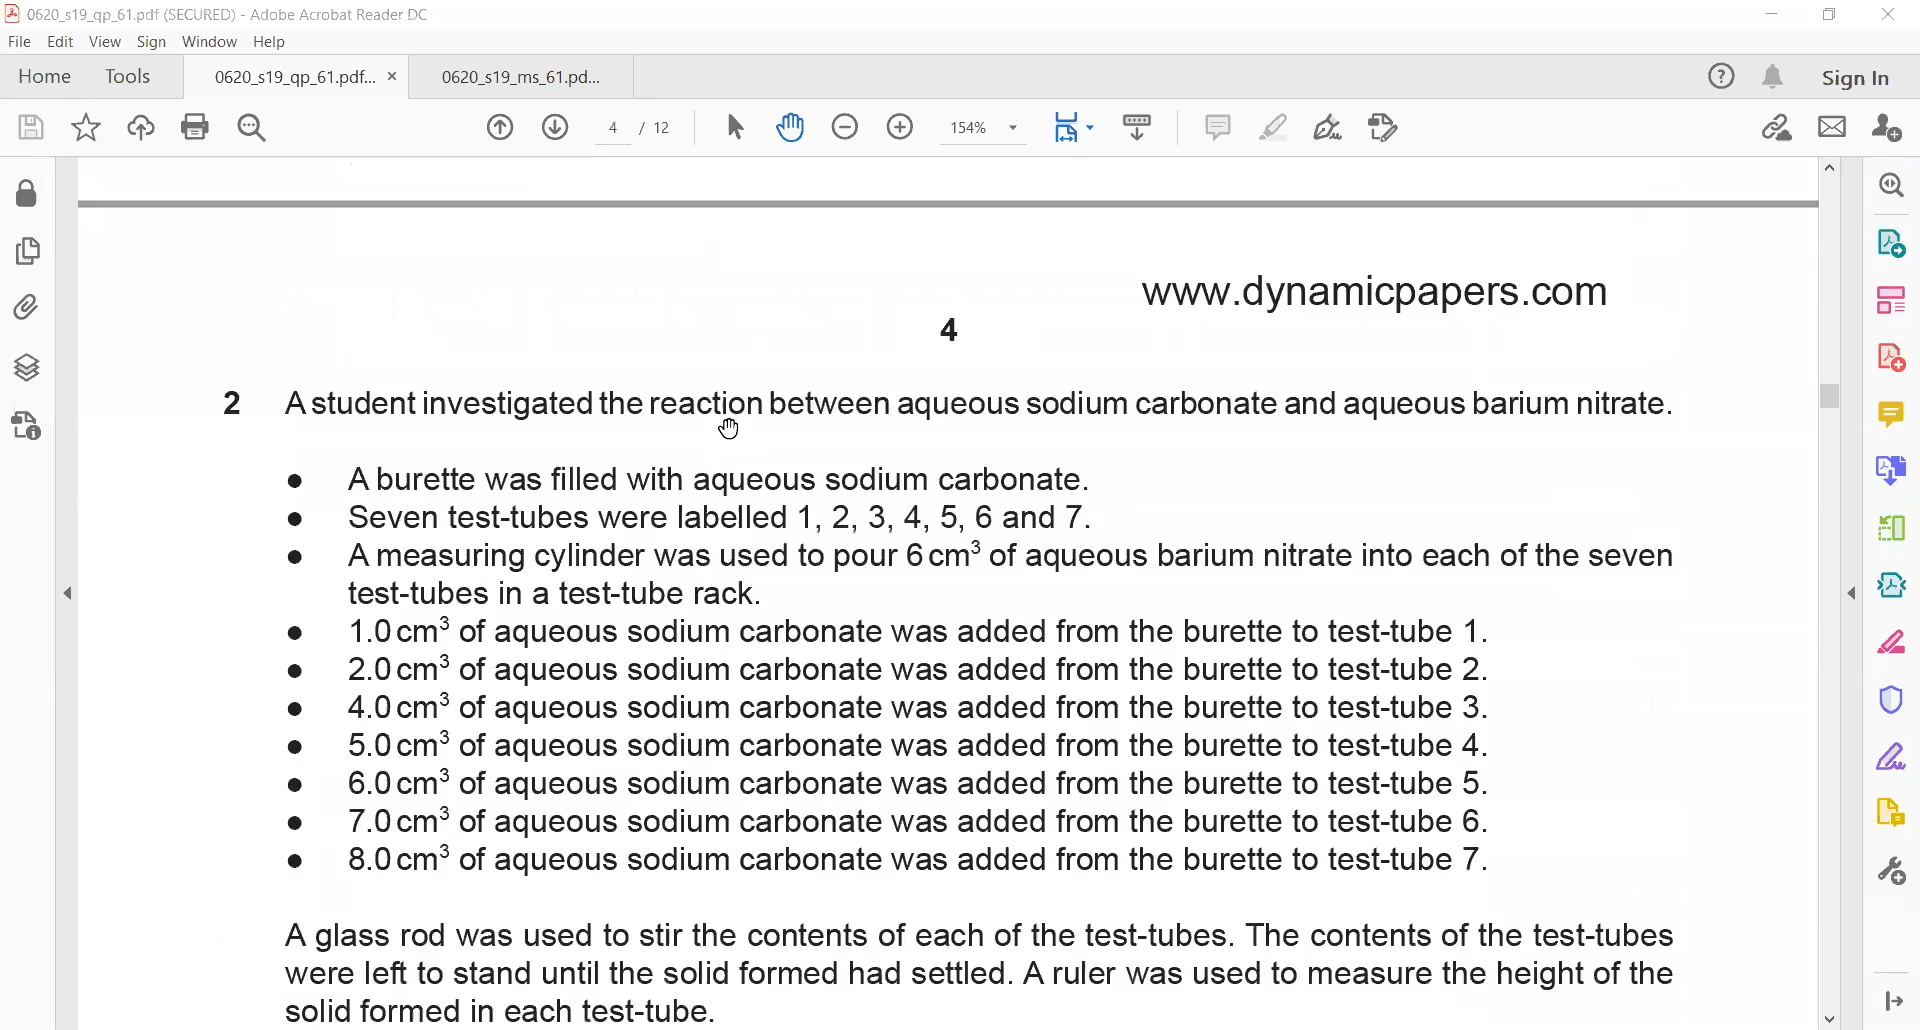 0620_s19_qp_61.pdf (SECURED) - Adobe Acrobat Reader DC
File Edit View Sign Window Help
Home Tools 0620_s19_qp_61.pdf... × 0620_s19_ms_61.pd... Sign In
4 / 12 154%
www.dynamicpapers.com
4
2 A student investigated the reaction between aqueous sodium carbonate and aqueous barium nitrate.
● A burette was filled with aqueous sodium carbonate.
● Seven test-tubes were labelled 1, 2, 3, 4, 5, 6 and 7.
● A measuring cylinder was used to pour 6 cm³ of aqueous barium nitrate into each of the seven
test-tubes in a test-tube rack.
● 1.0 cm³ of aqueous sodium carbonate was added from the burette to test-tube 1.
● 2.0 cm³ of aqueous sodium carbonate was added from the burette to test-tube 2.
● 4.0 cm³ of aqueous sodium carbonate was added from the burette to test-tube 3.
● 5.0 cm³ of aqueous sodium carbonate was added from the burette to test-tube 4.
● 6.0 cm³ of aqueous sodium carbonate was added from the burette to test-tube 5.
● 7.0 cm³ of aqueous sodium carbonate was added from the burette to test-tube 6.
● 8.0 cm³ of aqueous sodium carbonate was added from the burette to test-tube 7.
A glass rod was used to stir the contents of each of the test-tubes. The contents of the test-tubes
were left to stand until the solid formed had settled. A ruler was used to measure the height of the
solid formed in each test-tube.